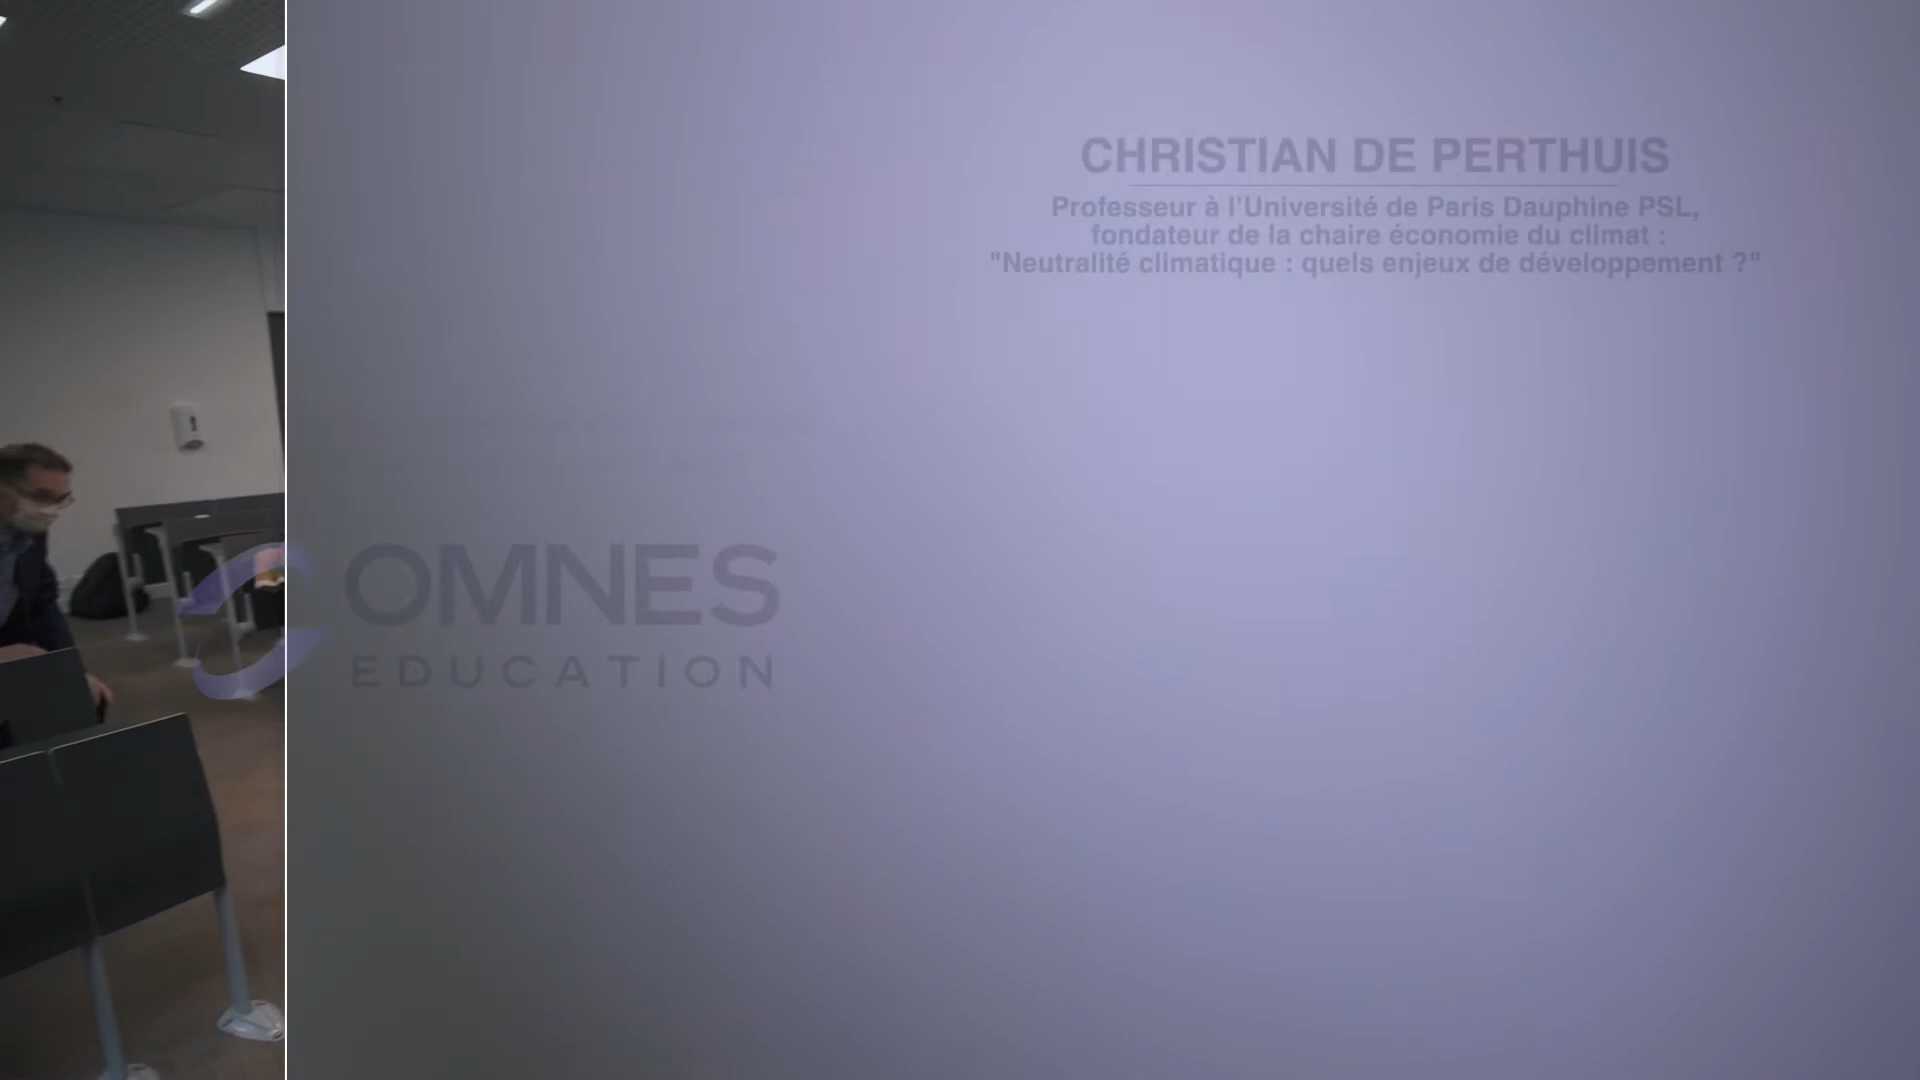 CHRISTIAN DE PERTHUIS
Professeur à l'Université de Paris Dauphine PSL,
fondateur de la chaire économie du climat :
"Neutralité climatique : quels enjeux de développement ?"
OMNES
EDUCATION